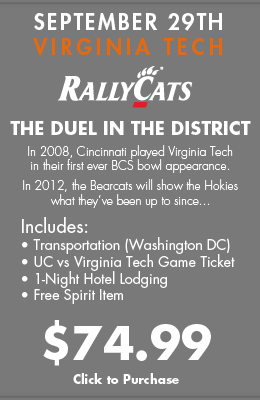 SEPTEMBER 29TH
VIRGINIA TECH
RALLYCATS
THE DUEL IN THE DISTRICT
In 2008, Cincinnati played Virginia Tech
in their first ever BCS bowl appearance.
In 2012, the Bearcats will show the Hokies
what they've been up to since...
Includes:
• Transportation (Washington DC)
• UC vs Virginia Tech Game Ticket
• 1-Night Hotel Lodging
• Free Spirit Item
$74.99
Click to Purchase